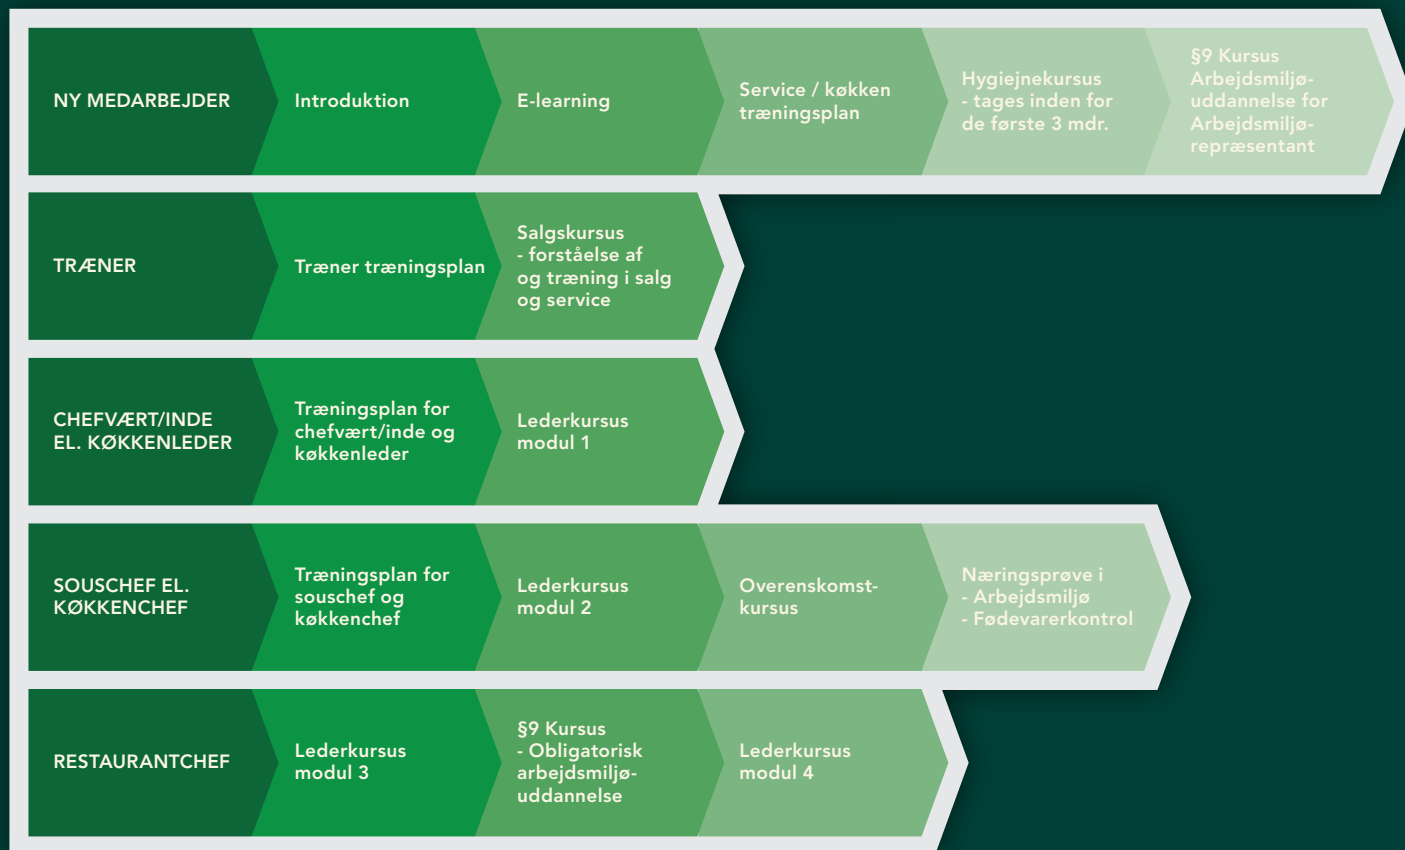 NY MEDARBEJDER
Introduktion
E-learning
Service / køkken
træningsplan
Hygiejnekursus
- tages inden for
de første 3 mdr.
§9 Kursus
Arbejdsmiljø-
uddannelse for
Arbejdsmiljø-
repræsentant
TRÆNER
Træner træningsplan
Salgskursus
- forståelse af
og træning i salg
og service
CHEFVÆRT/INDE
EL. KØKKENLEDER
Træningsplan for
chefvært/inde og
køkkenleder
Lederkursus
modul 1
SOUSCHEF EL.
KØKKENCHEF
Træningsplan for
souschef og
køkkenchef
Lederkursus
modul 2
Overenskomst-
kursus
Næringsprøve i
- Arbejdsmiljø
- Fødevarerkontrol
RESTAURANTCHEF
Lederkursus
modul 3
§9 Kursus
- Obligatorisk
arbejdsmiljø-
uddannelse
Lederkursus
modul 4